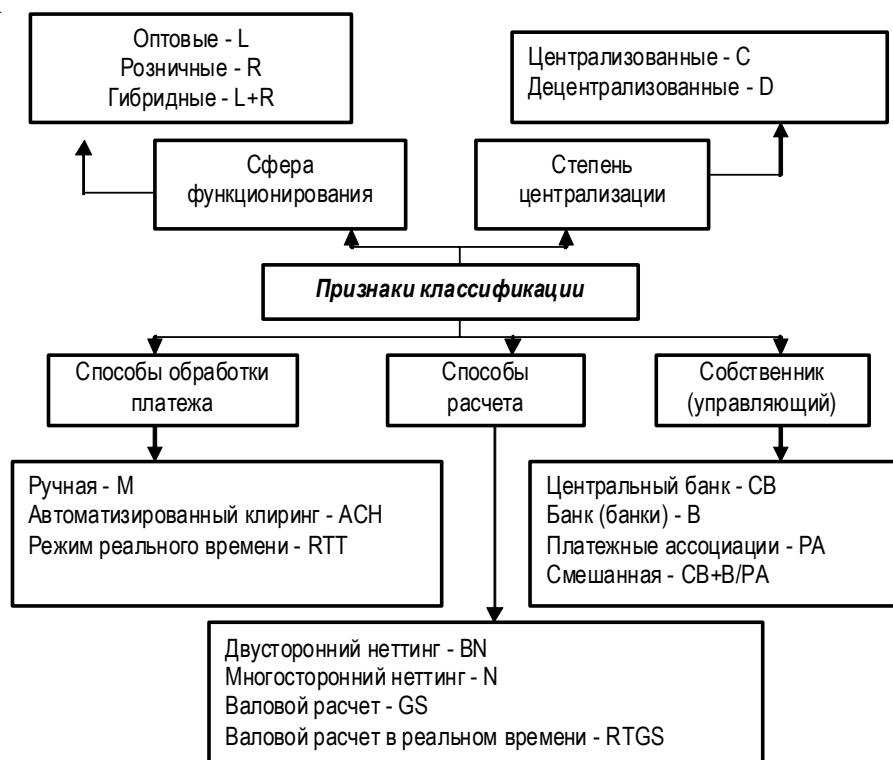 Оптовые - L
Розничные - R
Гибридные - L+R
Централизованные - C
Децентрализованные - D
Сфера
функционирования
Степень
централизации
Признаки классификации
Способы обработки
платежа
Способы
расчета
Собственник
(управляющий)
Ручная - M
Автоматизированный клиринг - ACH
Режим реального времени - RTT
Центральный банк - CB
Банк (банки) - B
Платежные ассоциации - PA
Смешанная - CB+B/PA
Двусторонний неттинг - BN
Многосторонний неттинг - N
Валовой расчет - GS
Валовой расчет в реальном времени - RTGS